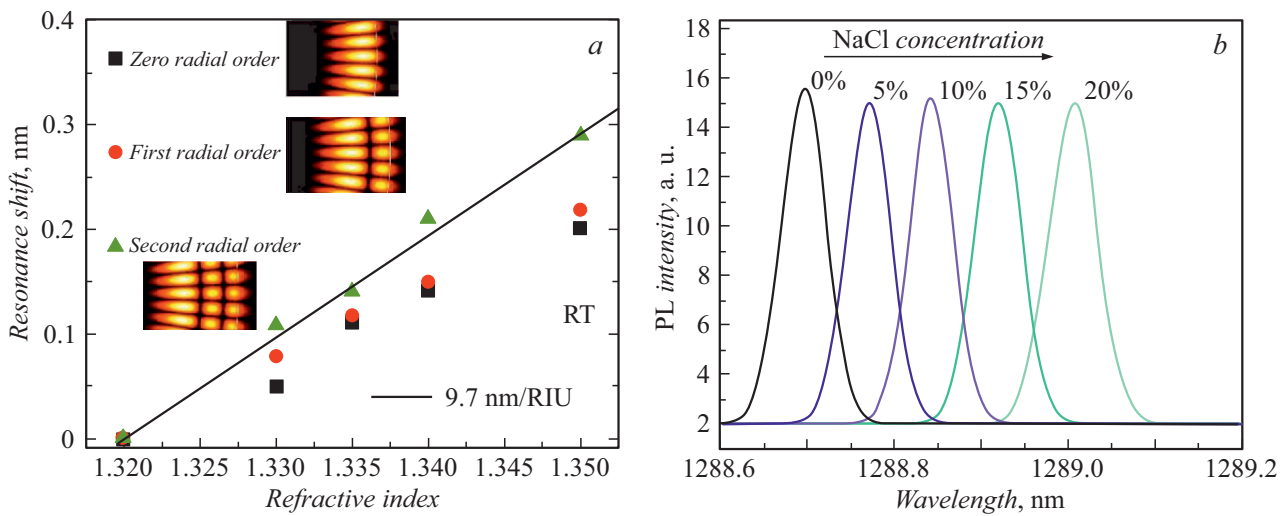 a
Zero radial order
First radial order
Second radial order
RT
9.7 nm/RIU
0.4
0.3
0.2
0.1
0
Resonance shift, nm
1.320 1.325 1.330 1.335 1.340 1.345 1.350
Refractive index
b
NaCl concentration
0% 5% 10% 15% 20%
18
16
14
12
10
8
6
4
2
PL intensity, a. u.
1288.6 1288.8 1289.0 1289.2
Wavelength, nm